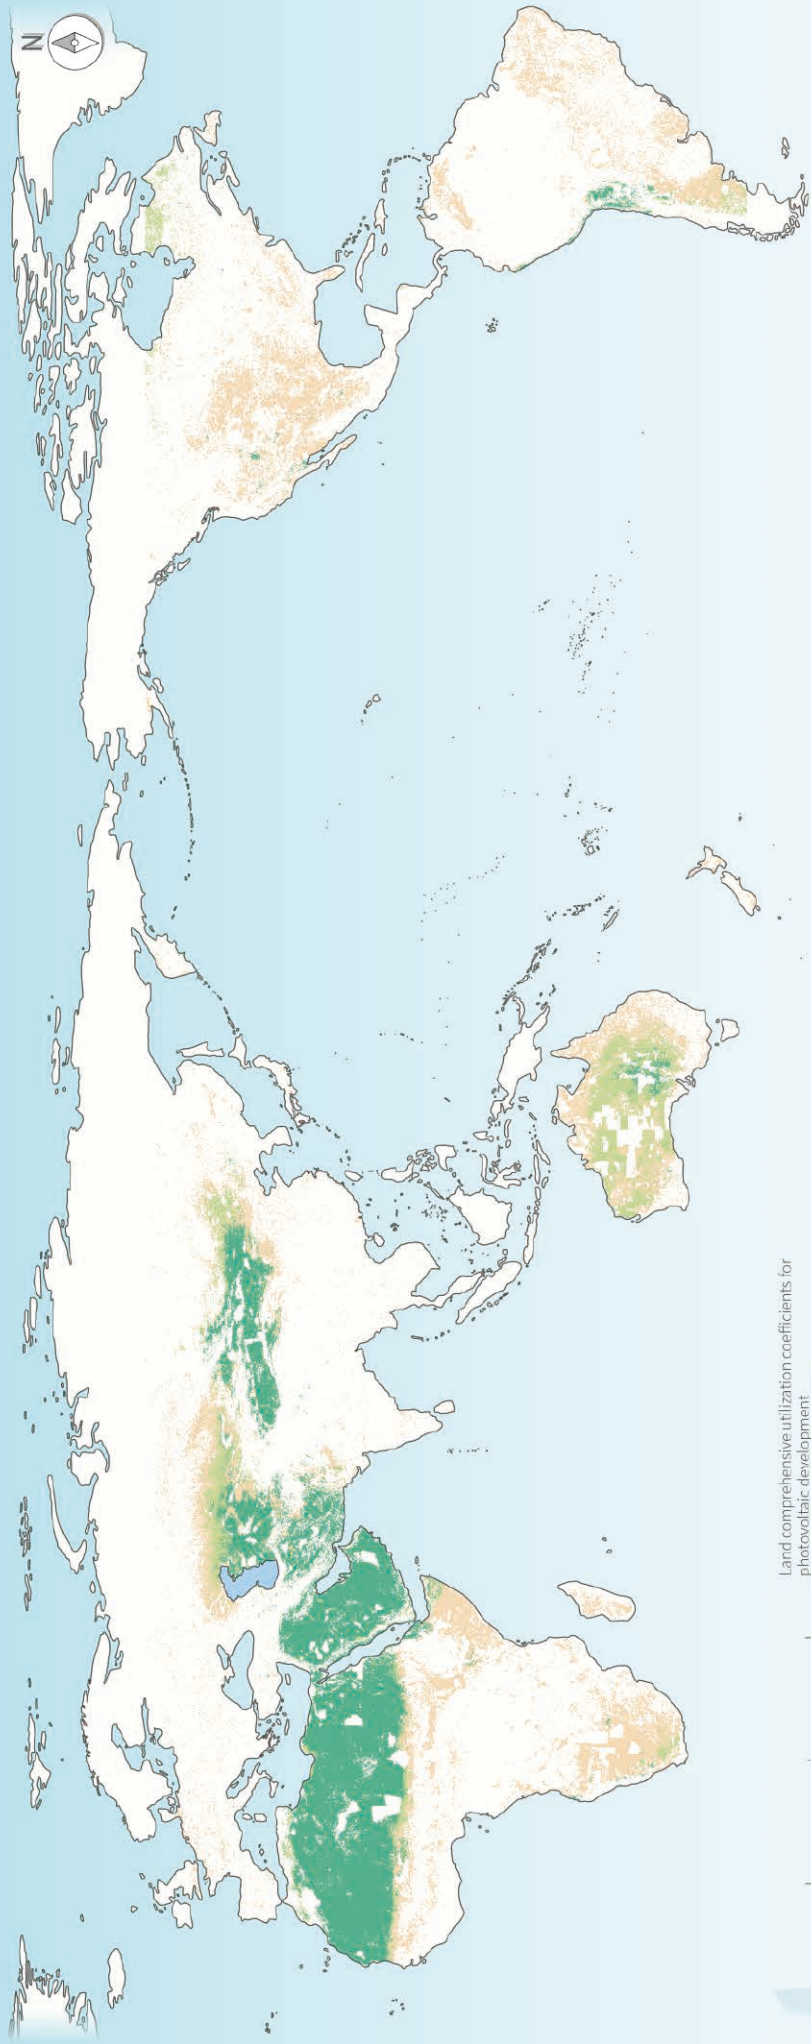 N
Land comprehensive utilization coefficients for
photovoltaic development